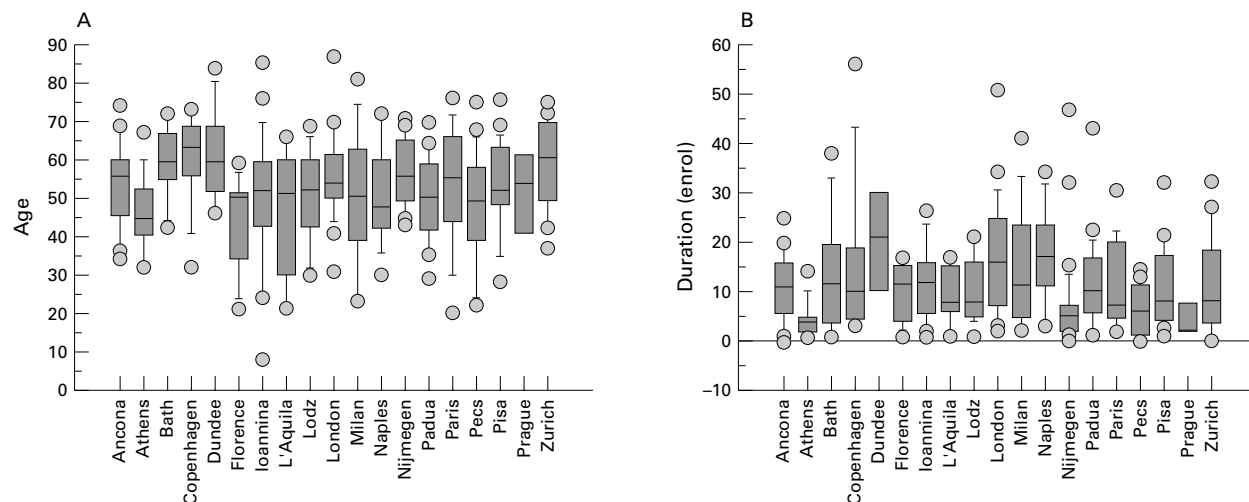 A
90
80
70
60
50
40
30
20
10
0
Age
Ancona
Athens
Bath
Copenhagen
Dundee
Florence
Ioannina
L'Aquila
Lodz
London
Milan
Naples
Nijmegen
Padua
Paris
Pecs
Pisa
Prague
Zurich
B
60
50
40
30
20
10
0
–10
Duration (enrol)
Ancona
Athens
Bath
Copenhagen
Dundee
Florence
Ioannina
L'Aquila
Lodz
London
Milan
Naples
Nijmegen
Padua
Paris
Pecs
Pisa
Prague
Zurich